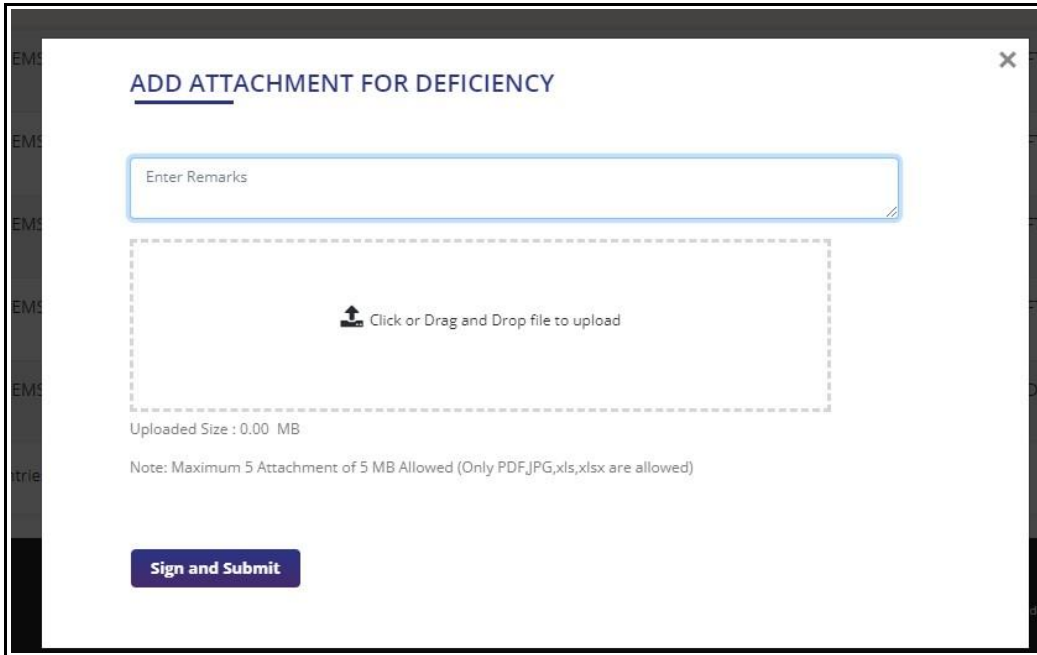 ADD ATTACHMENT FOR DEFICIENCY
Enter Remarks
Click or Drag and Drop file to upload
Uploaded Size : 0.00 MB
Note: Maximum 5 Attachment of 5 MB Allowed (Only PDF,JPG,xls,xlsx are allowed)
Sign and Submit